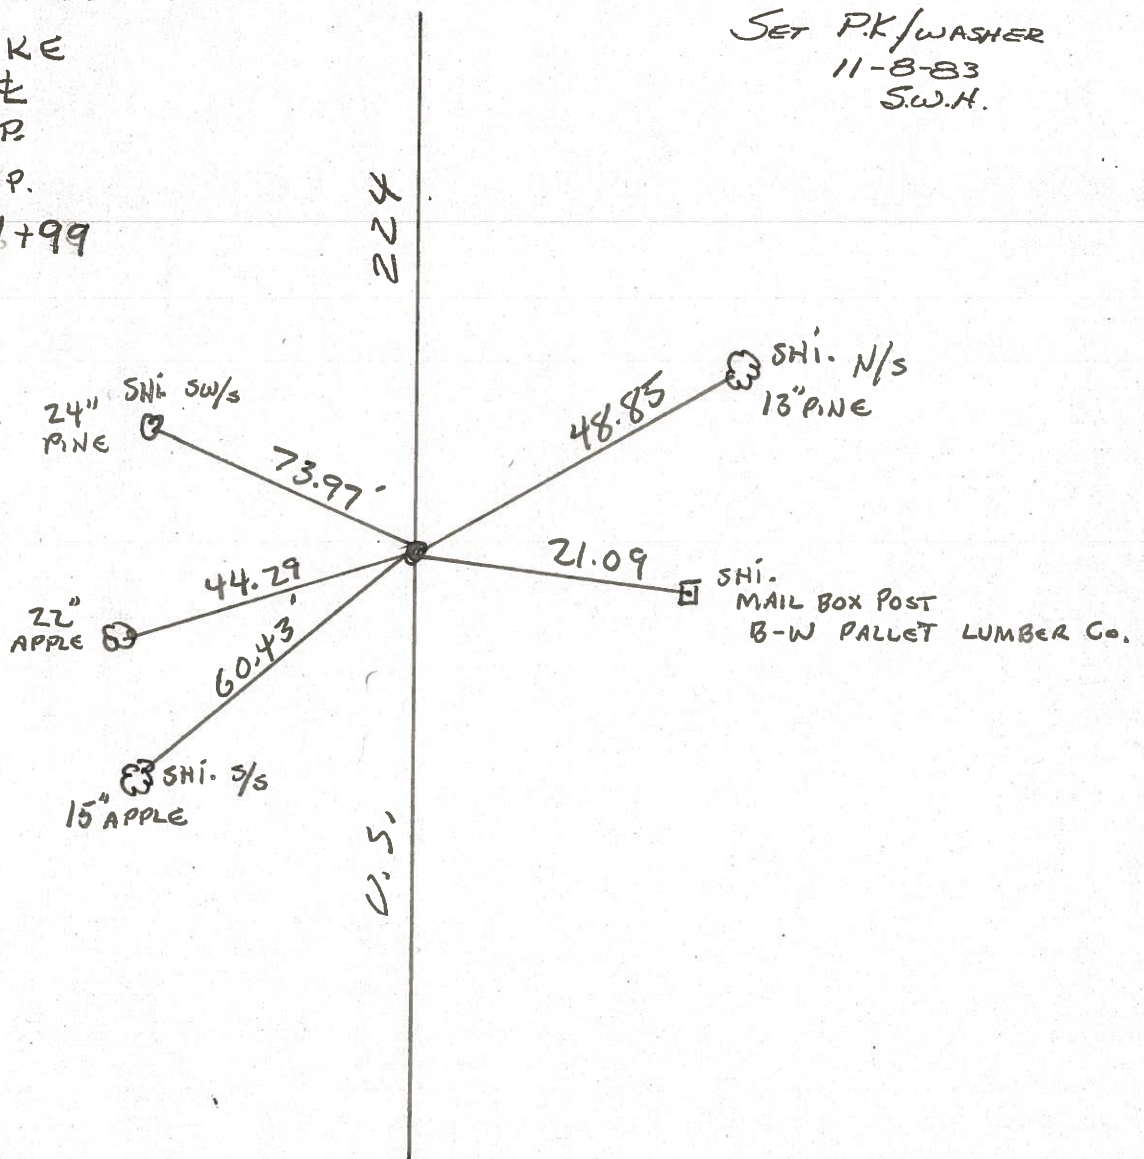 SET P.K/WASHER
11-8-83
S.W.H.
KE
P.
P.
+99
U.S. 224
SHi. SW/S
24" PINE
73.97'
48.85
SHi. N/S
13" PINE
44.29'
22" APPLE
60.43'
SHi. S/S
15" APPLE
21.09
SHi.
MAIL BOX POST
B-W PALLET LUMBER Co.